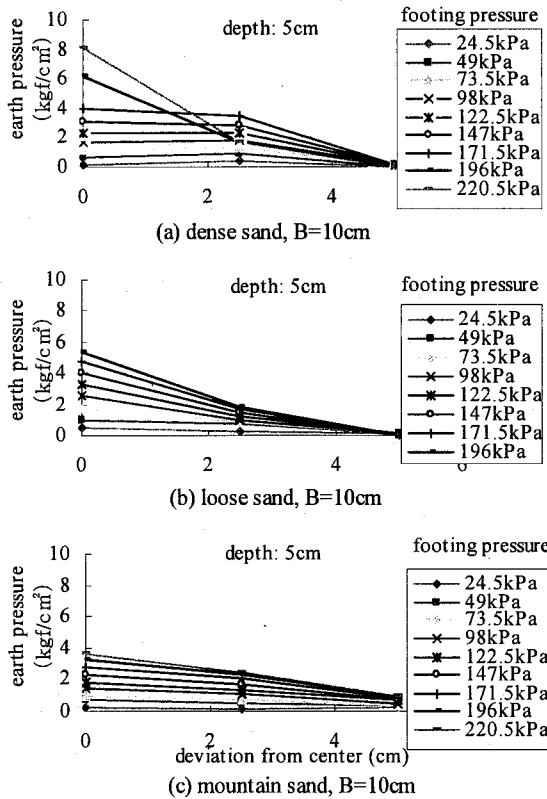 footing pressure
depth: 5cm
earth pressure
(kgf/cm²)
10
8
6
4
2
0
0
2
4
24.5kPa
49kPa
73.5kPa
98kPa
122.5kPa
147kPa
171.5kPa
196kPa
220.5kPa
(a) dense sand, B=10cm
footing pressure
depth: 5cm
earth pressure
(kgf/cm²)
10
8
6
4
2
0
0
2
4
24.5kPa
49kPa
73.5kPa
98kPa
122.5kPa
147kPa
171.5kPa
196kPa
(b) loose sand, B=10cm
footing pressure
depth: 5cm
earth pressure
(kgf/cm²)
10
8
6
4
2
0
0
2
4
24.5kPa
49kPa
73.5kPa
98kPa
122.5kPa
147kPa
171.5kPa
196kPa
220.5kPa
deviation from center (cm)
(c) mountain sand, B=10cm